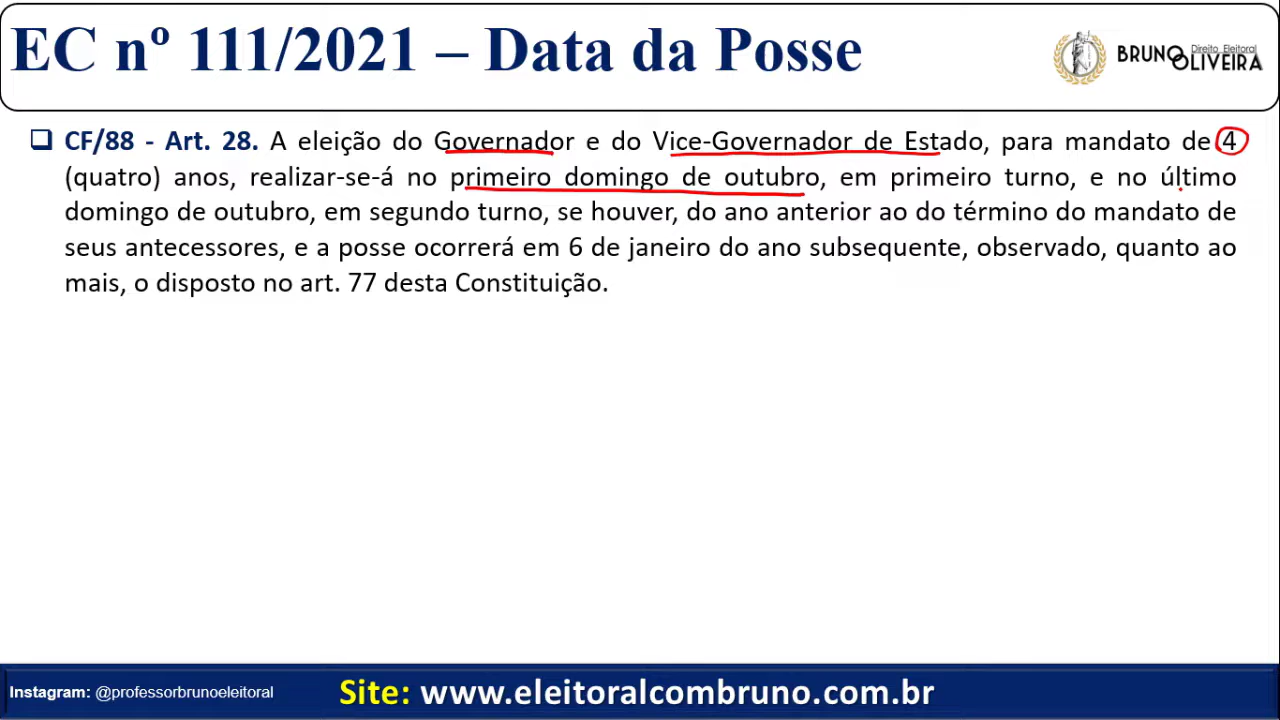 EC nº 111/2021 – Data da Posse
Direito Eleitoral
BRUNO
OLIVEIRA
CF/88 - Art. 28. A eleição do Governador e do Vice-Governador de Estado, para mandato de 4
(quatro) anos, realizar-se-á no primeiro domingo de outubro, em primeiro turno, e no último
domingo de outubro, em segundo turno, se houver, do ano anterior ao do término do mandato de
seus antecessores, e a posse ocorrerá em 6 de janeiro do ano subsequente, observado, quanto ao
mais, o disposto no art. 77 desta Constituição.
Instagram: @professorbrunoeleitoral
Site: www.eleitoralcombruno.com.br